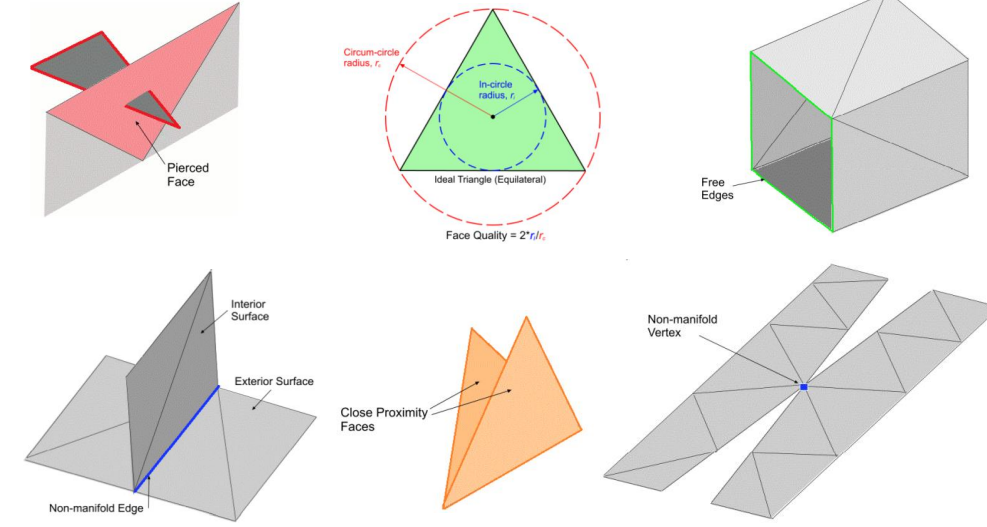 Pierced
Face
Circum-circle
radius, rc
In-circle
radius, ri
Ideal Triangle (Equilateral)
Face Quality = 2*ri/rc
Free
Edges
Interior
Surface
Exterior Surface
Non-manifold Edge
Close Proximity
Faces
Non-manifold
Vertex